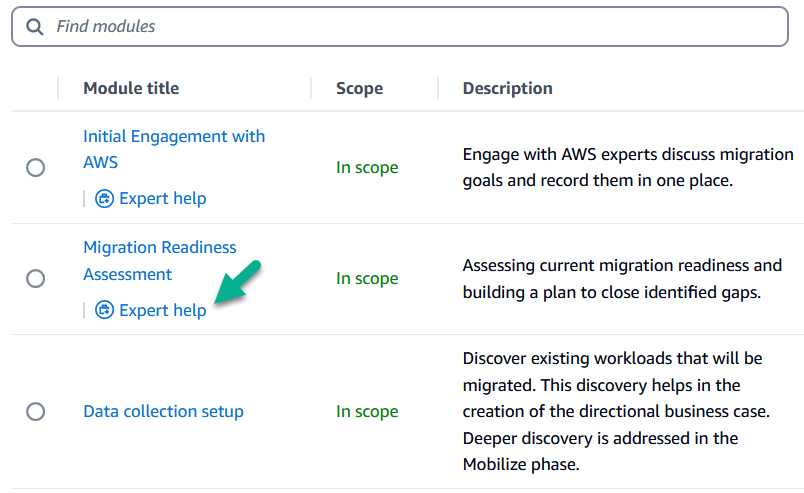 Find modules
Module title
Scope
Description
Initial Engagement with
AWS
Expert help
In scope
Engage with AWS experts discuss migration
goals and record them in one place.
Migration Readiness
Assessment
Expert help
In scope
Assessing current migration readiness and
building a plan to close identified gaps.
Data collection setup
In scope
Discover existing workloads that will be
migrated. This discovery helps in the
creation of the directional business case.
Deeper discovery is addressed in the
Mobilize phase.